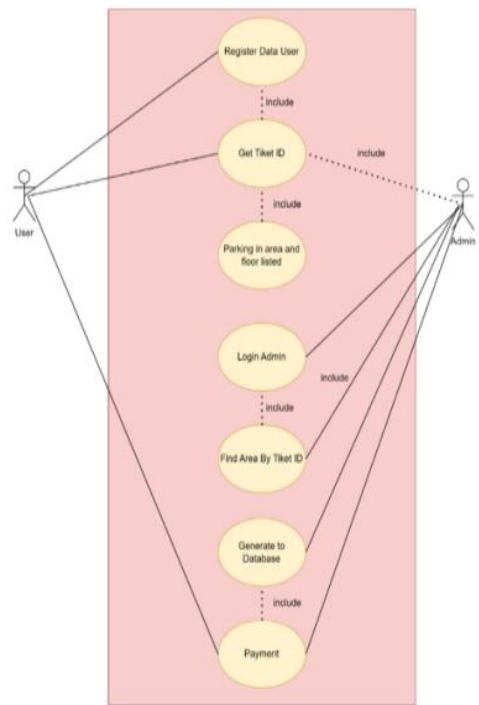 Register Data User
include
Get Tiket ID
include
include
User
Admin
Parking in area and
floor listed
Login Admin
include
include
Find Area By Tiket ID
Generate to
Database
include
Payment